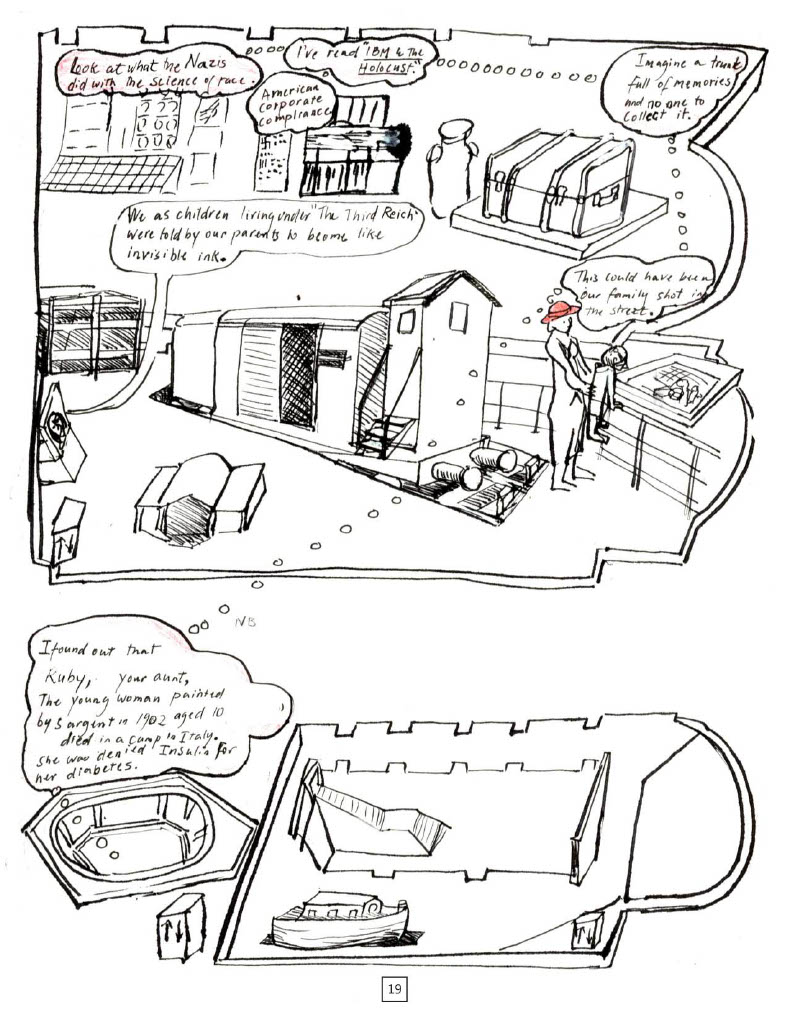 Look at what the Nazis
did with the science of race.
I've read "IBM & The
Holocust."
American
Corporate
Compliance
Imagine a trunk
full of memories
and no one to
collect it.
We as children living under "The Third Reich"
were told by our parents to become like
invisible ink.
This could have been
our family shot in
the street.
NB
I found out that
Ruby, your aunt,
The young woman painted
by Sargent in 1902 aged 10
died in a camp in Italy.
she was denied Insulin for
her diabetes.
19